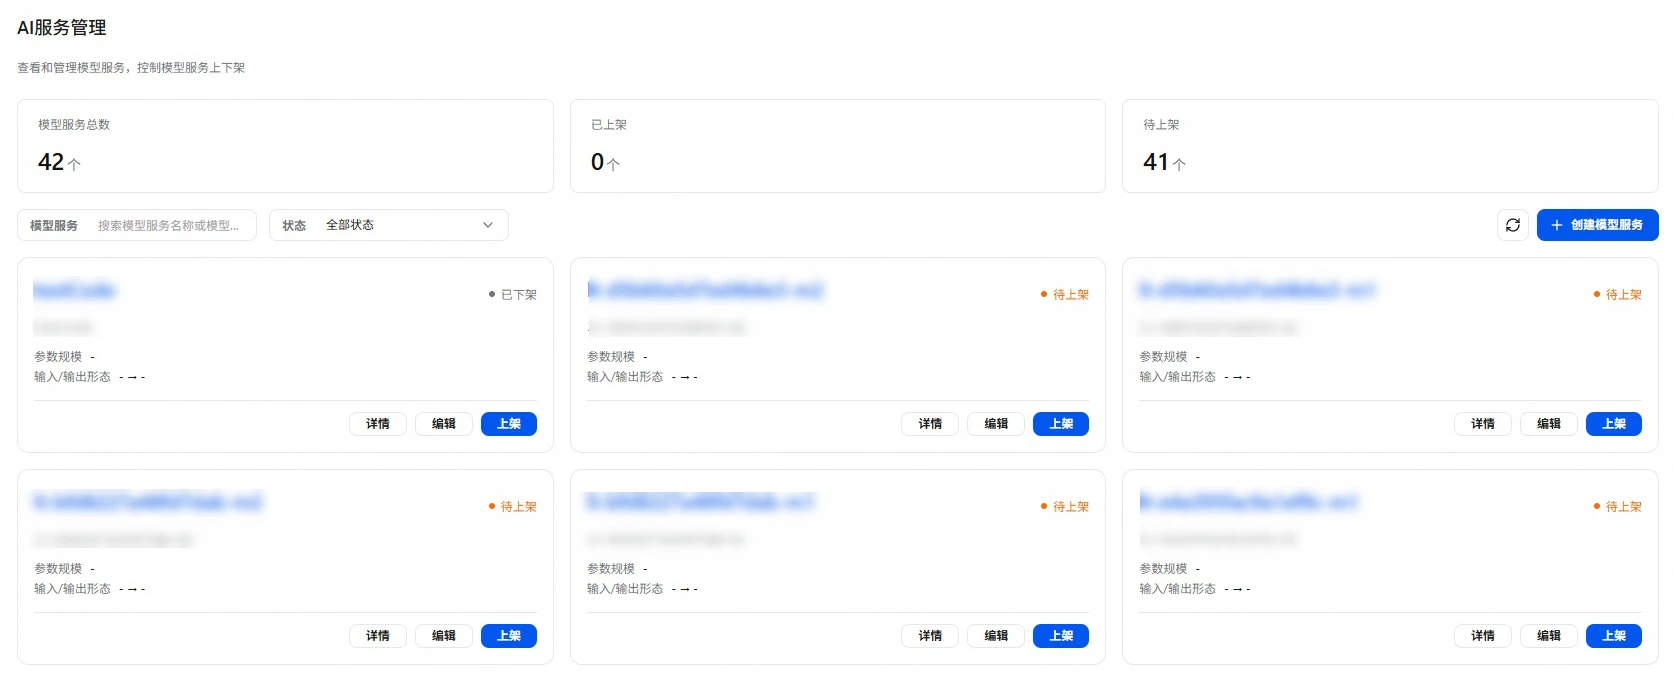 AI服务管理
查看和管理模型服务，控制模型服务上下架
模型服务总数
42个
已上架
0个
待上架
41个
模型服务 搜索模型服务名称或模型...
状态 全部状态
创建模型服务
已下架
参数规模 -
输入/输出形态 - → -
详情 编辑 上架
待上架
参数规模 -
输入/输出形态 - → -
详情 编辑 上架
待上架
参数规模 -
输入/输出形态 - → -
详情 编辑 上架
待上架
参数规模 -
输入/输出形态 - → -
详情 编辑 上架
待上架
参数规模 -
输入/输出形态 - → -
详情 编辑 上架
待上架
参数规模 -
输入/输出形态 - → -
详情 编辑 上架